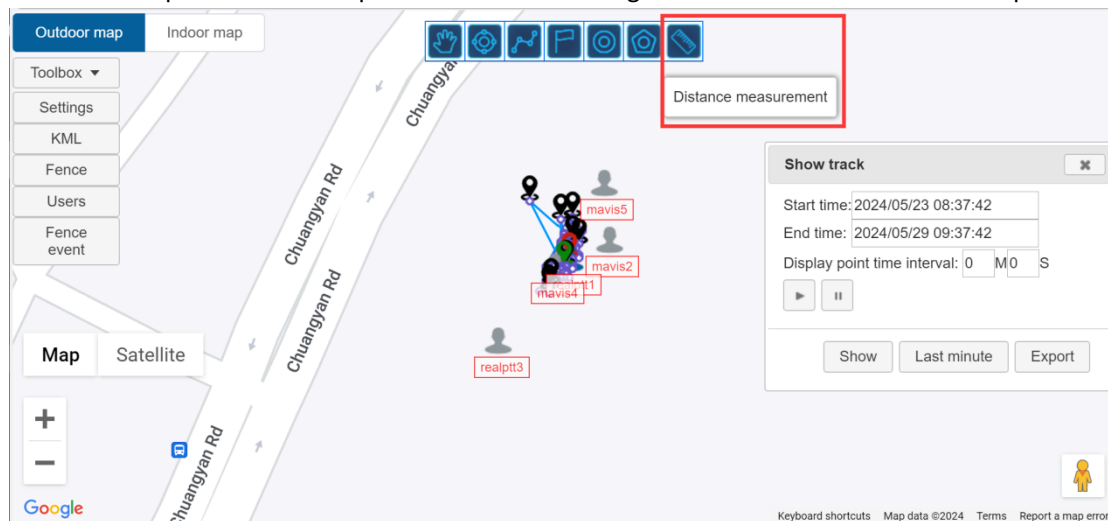 Outdoor map Indoor map
Toolbox
Settings
KML
Fence
Users
Fence
event
Distance measurement
Chuangyan Rd
Chuangyan Rd
Chuangyan Rd
Chuangyan Rd
mavis5
mavis2
realptt1
mavis4
realptt3
Show track
Start time: 2024/05/23 08:37:42
End time: 2024/05/29 09:37:42
Display point time interval: 0 M 0 S
Show Last minute Export
Map Satellite
Google
Keyboard shortcuts Map data ©2024 Terms Report a map error